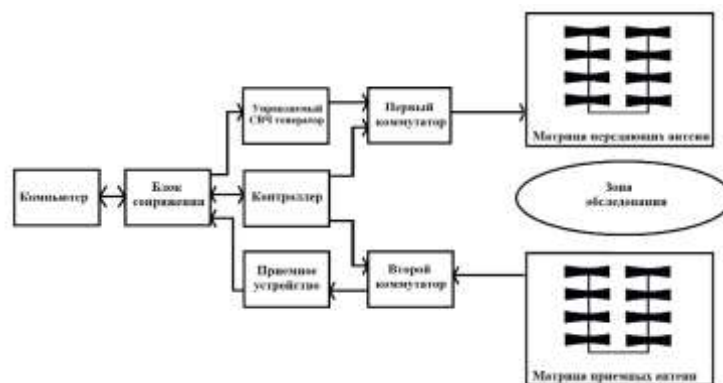 Управляемый
СВЧ генератор
Первый
коммутатор
Матрица передающих антенн
Компьютер
Блок
сопряжения
Контроллер
Зона
обследования
Приемное
устройство
Второй
коммутатор
Матрица приемных антенн